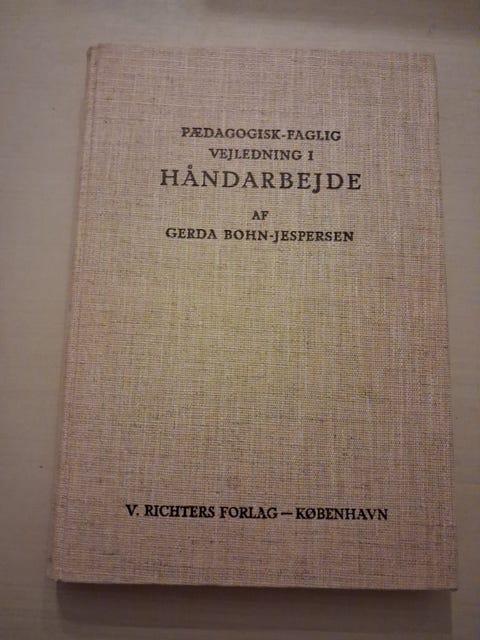 PÆDAGOGISK-FAGLIG
VEJLEDNING I
HÅNDARBEJDE
AF
GERDA BOHN-JESPERSEN
V. RICHTERS FORLAG — KØBENHAVN